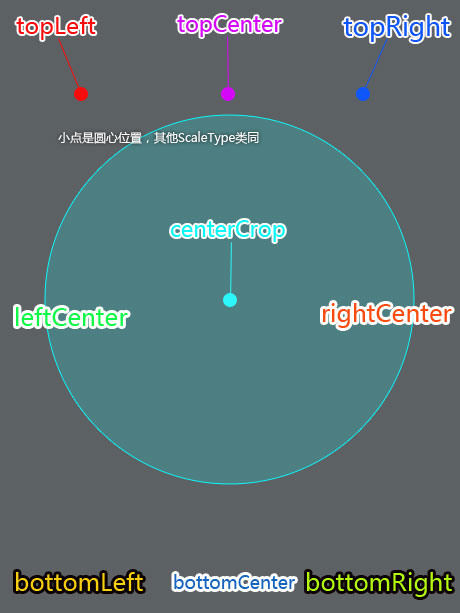 topLeft topCenter topRight
小点是圆心位置，其他ScaleType类同
centerCrop
leftCenter rightCenter
bottomLeft bottomCenter bottomRight